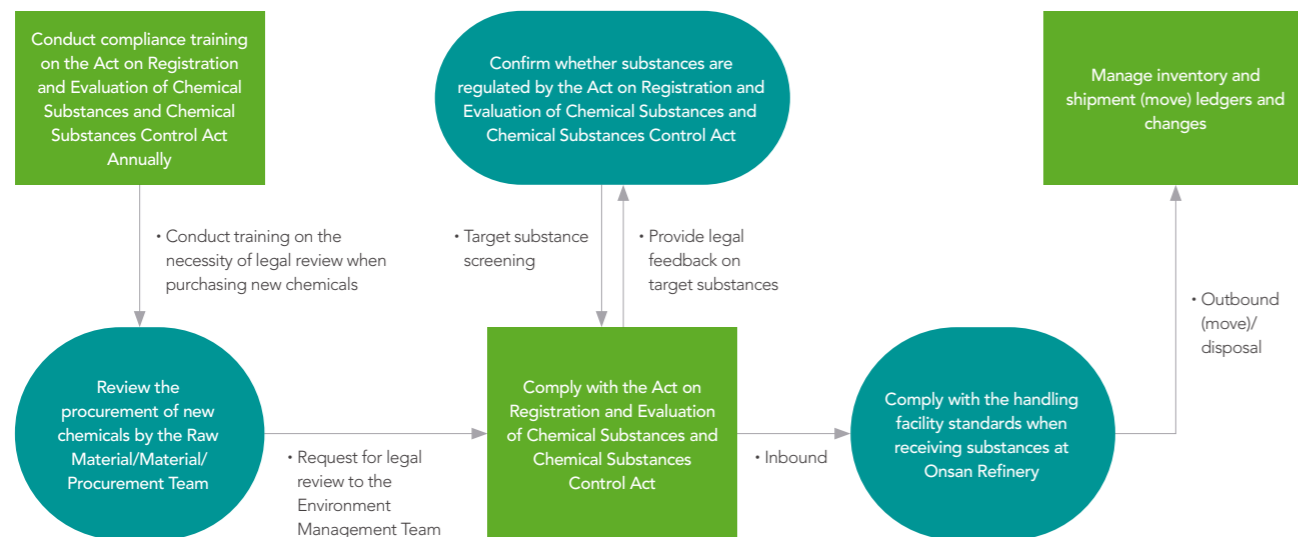 Conduct compliance training
on the Act on Registration
and Evaluation of Chemical
Substances and Chemical
Substances Control Act
Annually
Confirm whether substances are
regulated by the Act on Registration and
Evaluation of Chemical Substances and
Chemical Substances Control Act
Manage inventory and
shipment (move) ledgers and
changes
• Conduct training on the
necessity of legal review when
purchasing new chemicals
• Target substance
screening
• Provide legal
feedback on
target substances
• Outbound
(move)/
disposal
Review the
procurement of new
chemicals by the Raw
Material/Material/
Procurement Team
• Request for legal
review to the
Environment
Management Team
Comply with the Act on
Registration and Evaluation
of Chemical Substances and
Chemical Substances
Control Act
• Inbound
Comply with the handling
facility standards when
receiving substances at
Onsan Refinery